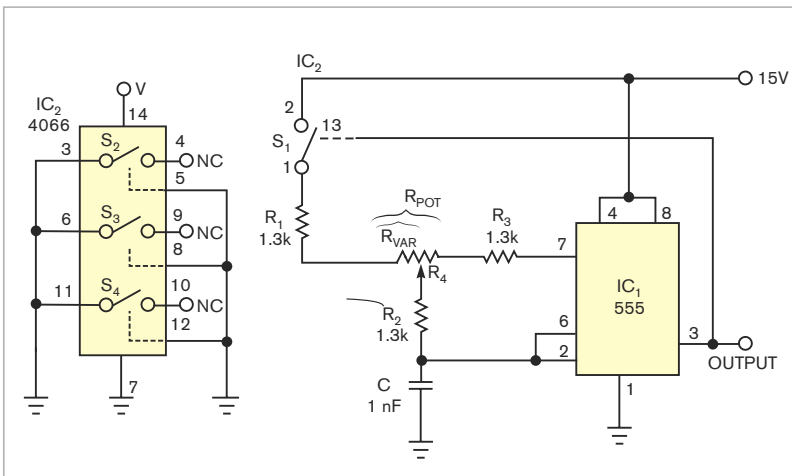 IC2
4066
V
14
3
S2
4
NC
5
6
S3
9
NC
8
11
S4
10
NC
12
7
IC2
15V
2
S1
13
1
R1
1.3k
RPOT
RVAR
R4
R3
1.3k
R2
1.3k
C
1 nF
4
8
7
IC1
555
6
2
3
OUTPUT
1